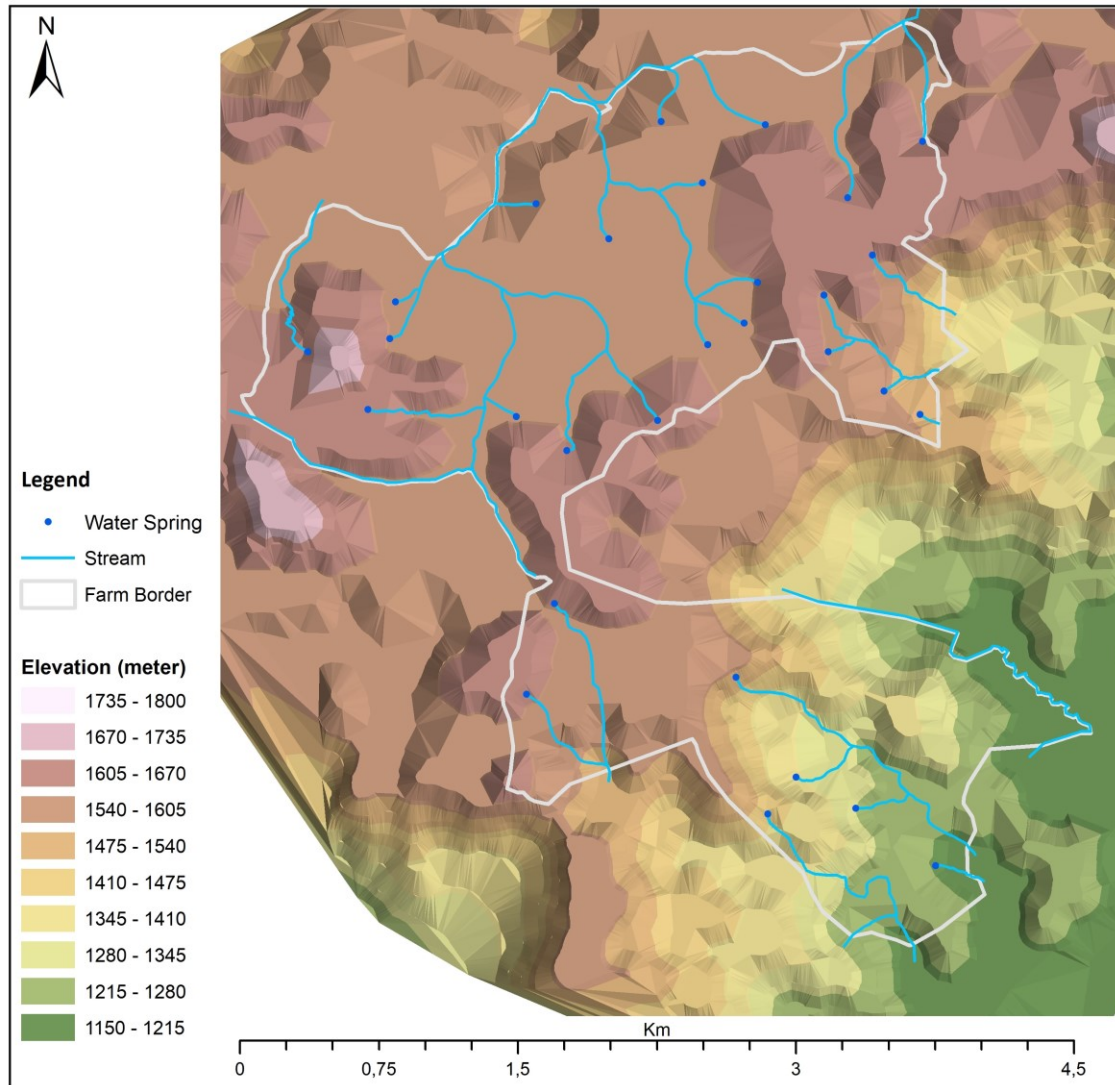 N
Legend
Water Spring
Stream
Farm Border
Elevation (meter)
1735 - 1800
1670 - 1735
1605 - 1670
1540 - 1605
1475 - 1540
1410 - 1475
1345 - 1410
1280 - 1345
1215 - 1280
1150 - 1215
Km
0 0,75 1,5 3 4,5